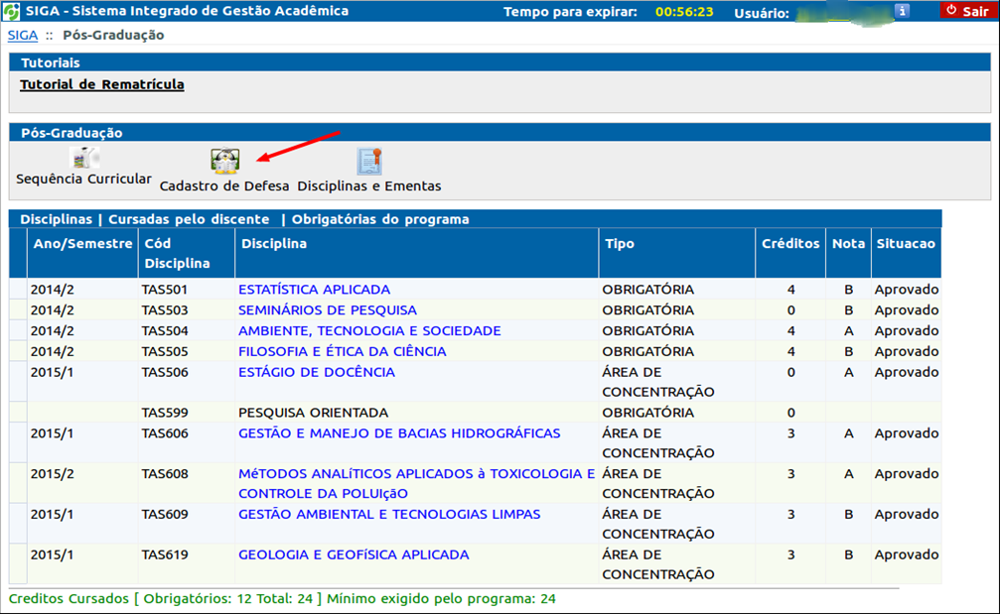 SIGA - Sistema Integrado de Gestão Acadêmica Tempo para expirar: 00:56:23 Usuário: i Sair
SIGA :: Pós-Graduação
Tutoriais
Tutorial de Rematrícula
Pós-Graduação
Sequência Curricular Cadastro de Defesa Disciplinas e Ementas
Disciplinas | Cursadas pelo discente | Obrigatórias do programa
Ano/Semestre Cód Disciplina Tipo Créditos Nota Situacao
Disciplina
2014/2 TAS501 ESTATÍSTICA APLICADA OBRIGATÓRIA 4 B Aprovado
2014/2 TAS503 SEMINÁRIOS DE PESQUISA OBRIGATÓRIA 0 B Aprovado
2014/2 TAS504 AMBIENTE, TECNOLOGIA E SOCIEDADE OBRIGATÓRIA 4 A Aprovado
2014/2 TAS505 FILOSOFIA E ÉTICA DA CIÊNCIA OBRIGATÓRIA 4 B Aprovado
2015/1 TAS506 ESTÁGIO DE DOCÊNCIA ÁREA DE 0 A Aprovado
CONCENTRAÇÃO
TAS599 PESQUISA ORIENTADA OBRIGATÓRIA 0
2015/1 TAS606 GESTÃO E MANEJO DE BACIAS HIDROGRÁFICAS ÁREA DE 3 A Aprovado
CONCENTRAÇÃO
2015/2 TAS608 MéTODOS ANALíTICOS APLICADOS à TOXICOLOGIA E ÁREA DE 3 A Aprovado
CONTROLE DA POLUIçãO CONCENTRAÇÃO
2015/1 TAS609 GESTÃO AMBIENTAL E TECNOLOGIAS LIMPAS ÁREA DE 3 B Aprovado
CONCENTRAÇÃO
2015/1 TAS619 GEOLOGIA E GEOFíSICA APLICADA ÁREA DE 3 B Aprovado
CONCENTRAÇÃO
Creditos Cursados [ Obrigatórios: 12 Total: 24 ] Mínimo exigido pelo programa: 24